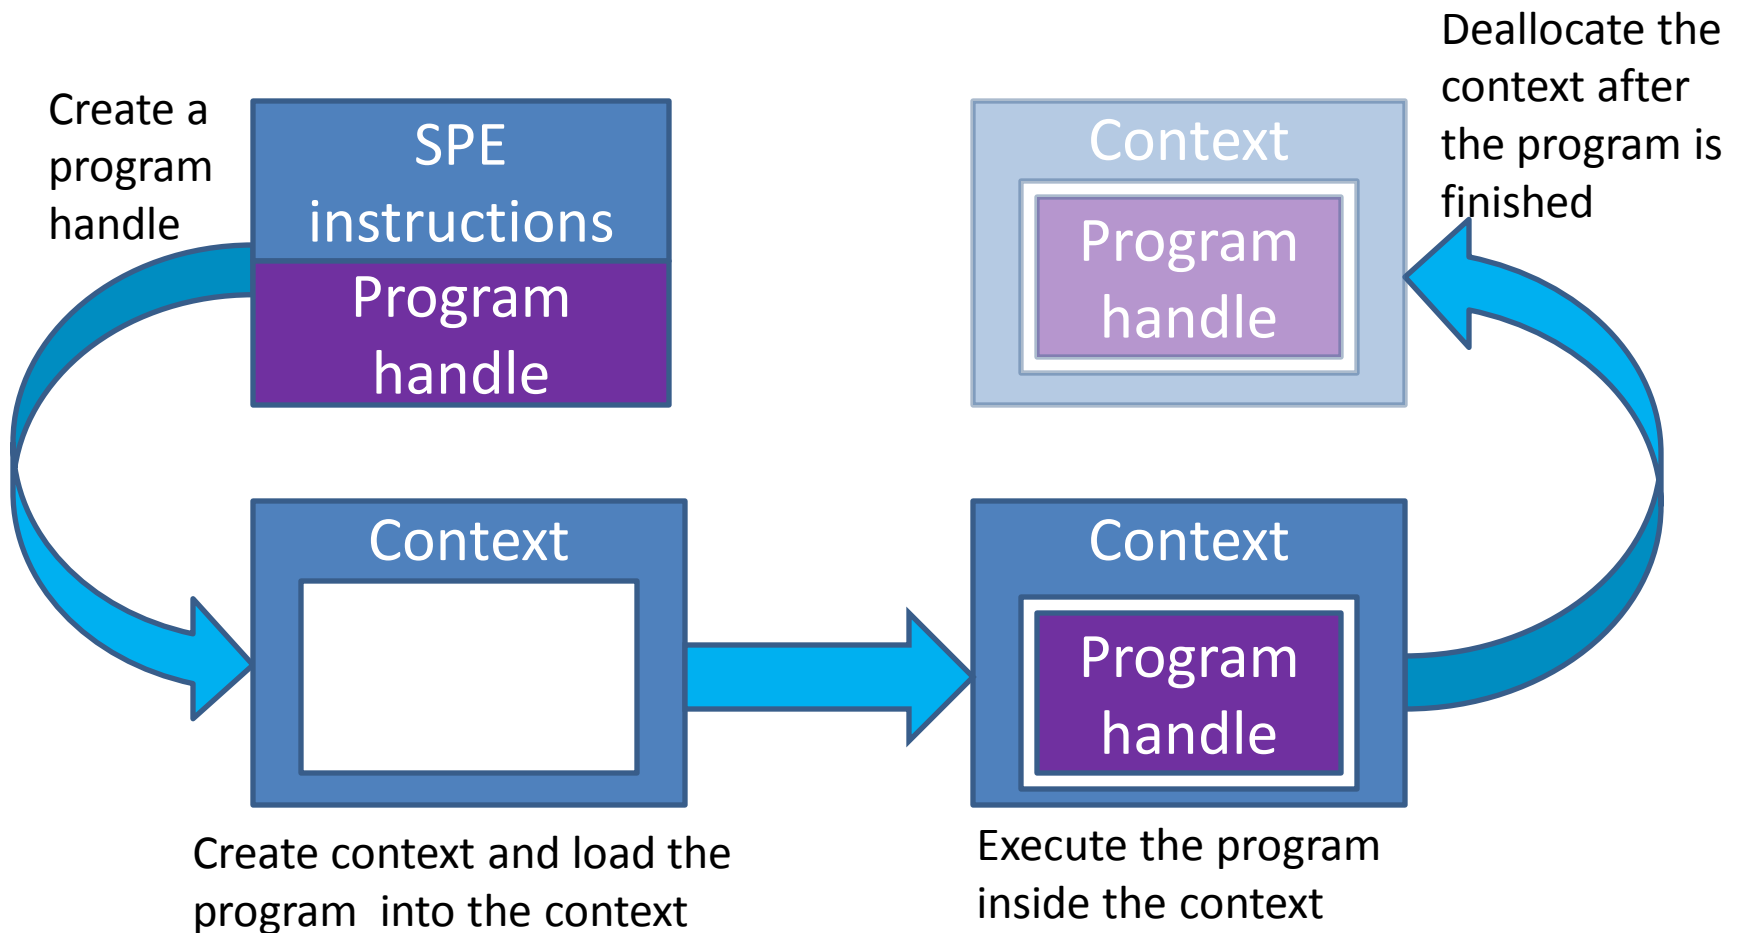 Create a
program
handle
SPE
instructions
Program
handle
Context
Program
handle
Deallocate the
context after
the program is
finished
Context
Create context and load the
program  into the context
Context
Program
handle
Execute the program
inside the context